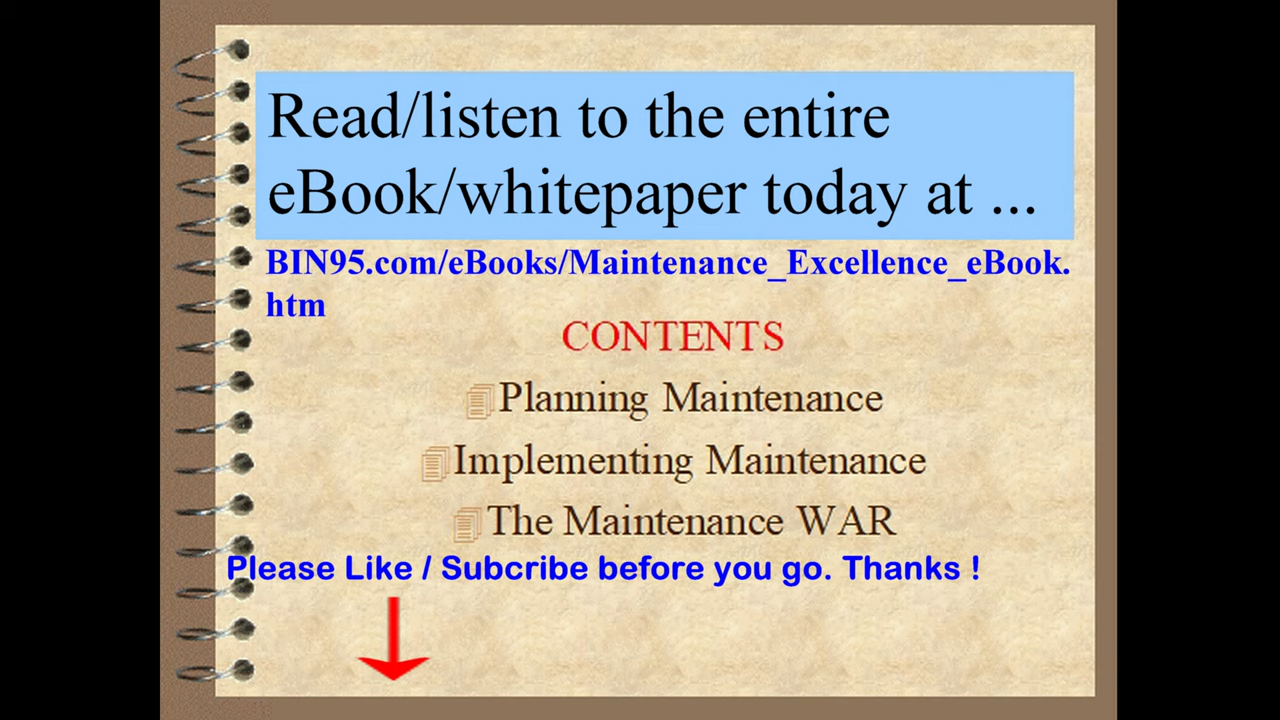 Read/listen to the entire
eBook/whitepaper today at ...
BIN95.com/eBooks/Maintenance_Excellence_eBook.
htm
CONTENTS
Planning Maintenance
Implementing Maintenance
The Maintenance WAR
Please Like / Subcribe before you go. Thanks !